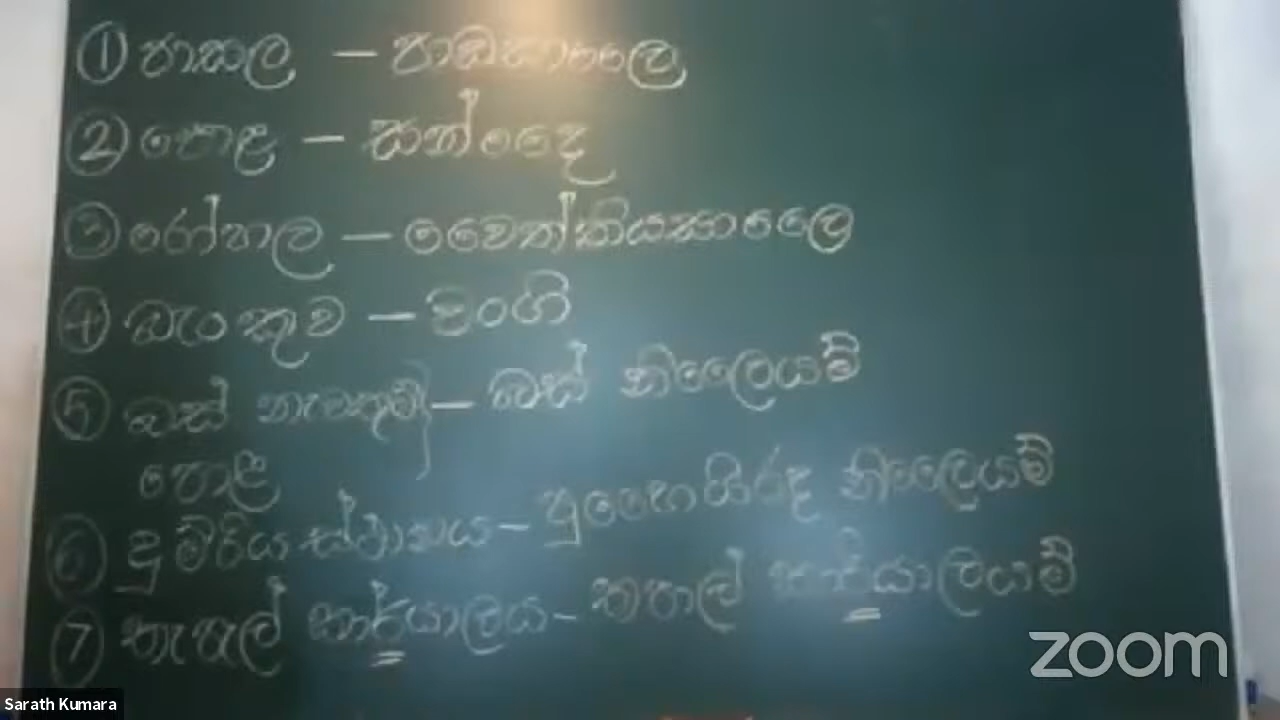 ① පාසල – පාඩසාලෛ
② පොළ – සන්දෛ
③ රෝහල – වෛත්තියසාලෛ
④ බැංකුව – වංගි
⑤ බස් නැවතුම් – බස් නිලෛයම්
පොළ
⑥ දුම්රියස්ථානය – පුහෛයිරද නිලෛයම්
⑦ තැපැල් කාර්යාලය – තපාල්
zoom
Sarath Kumara